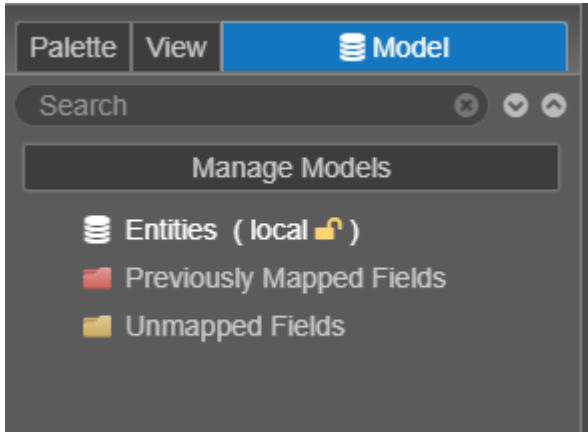 Palette View Model
Search
Manage Models
Entities ( local )
Previously Mapped Fields
Unmapped Fields